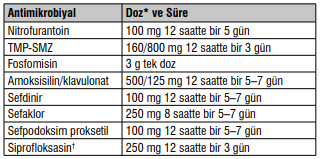 Antimikrobiyal Doz* ve Süre
Nitrofurantoin 100 mg 12 saatte bir 5 gün
TMP-SMZ 160/800 mg 12 saatte bir 3 gün
Fosfomisin 3 g tek doz
Amoksisilin/klavulonat 500/125 mg 12 saatte bir 5–7 gün
Sefdinir 100 mg 12 saatte bir 5–7 gün
Sefaklor 250 mg 8 saatte bir 5–7 gün
Sefpodoksim proksetil 100 mg 12 saatte bir 5–7 gün
Siprofloksasin† 250 mg 12 saatte bir 3 gün